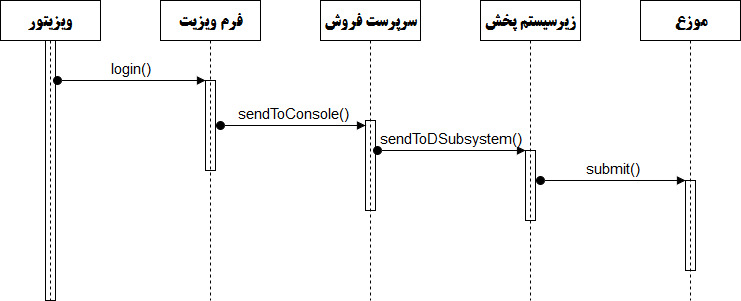 ویزیتور
فرم ویزیت
سرپرست فروش
زیرسیستم پخش
موزع
login()
sendToConsole()
sendToDSubsystem()
submit()